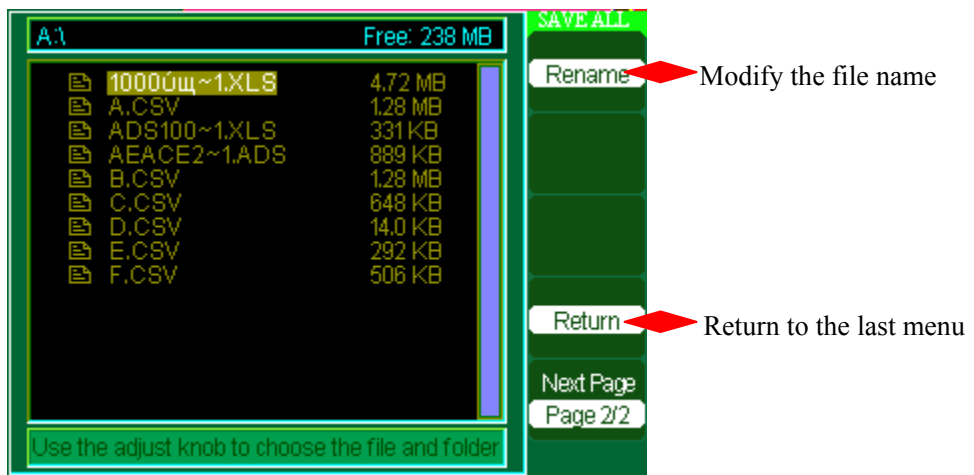 A:\ Free: 238 MB
1000úщ~1.XLS 4.72 MB
A.CSV 1.28 MB
ADS100~1.XLS 331 KB
AEACE2~1.ADS 889 KB
B.CSV 1.28 MB
C.CSV 648 KB
D.CSV 14.0 KB
E.CSV 292 KB
F.CSV 506 KB
Use the adjust knob to choose the file and folder
SAVE ALL
Rename
Modify the file name
Return
Return to the last menu
Next Page
Page 2/2